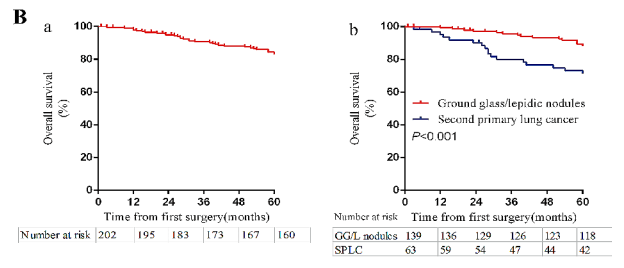 B
a
Overall survival
(%)
100
80
60
40
20
0
0 12 24 36 48 60
Time from first surgery(months)
Number at risk 202 195 183 173 167 160
b
Overall survival
(%)
100
80
60
40
20
0
Ground glass/lepidic nodules
Second primary lung cancer
P<0.001
0 12 24 36 48 60
Time from first surgery(months)
Number at risk
GG/L nodules 139 136 129 126 123 118
SPLC 63 59 54 47 44 42